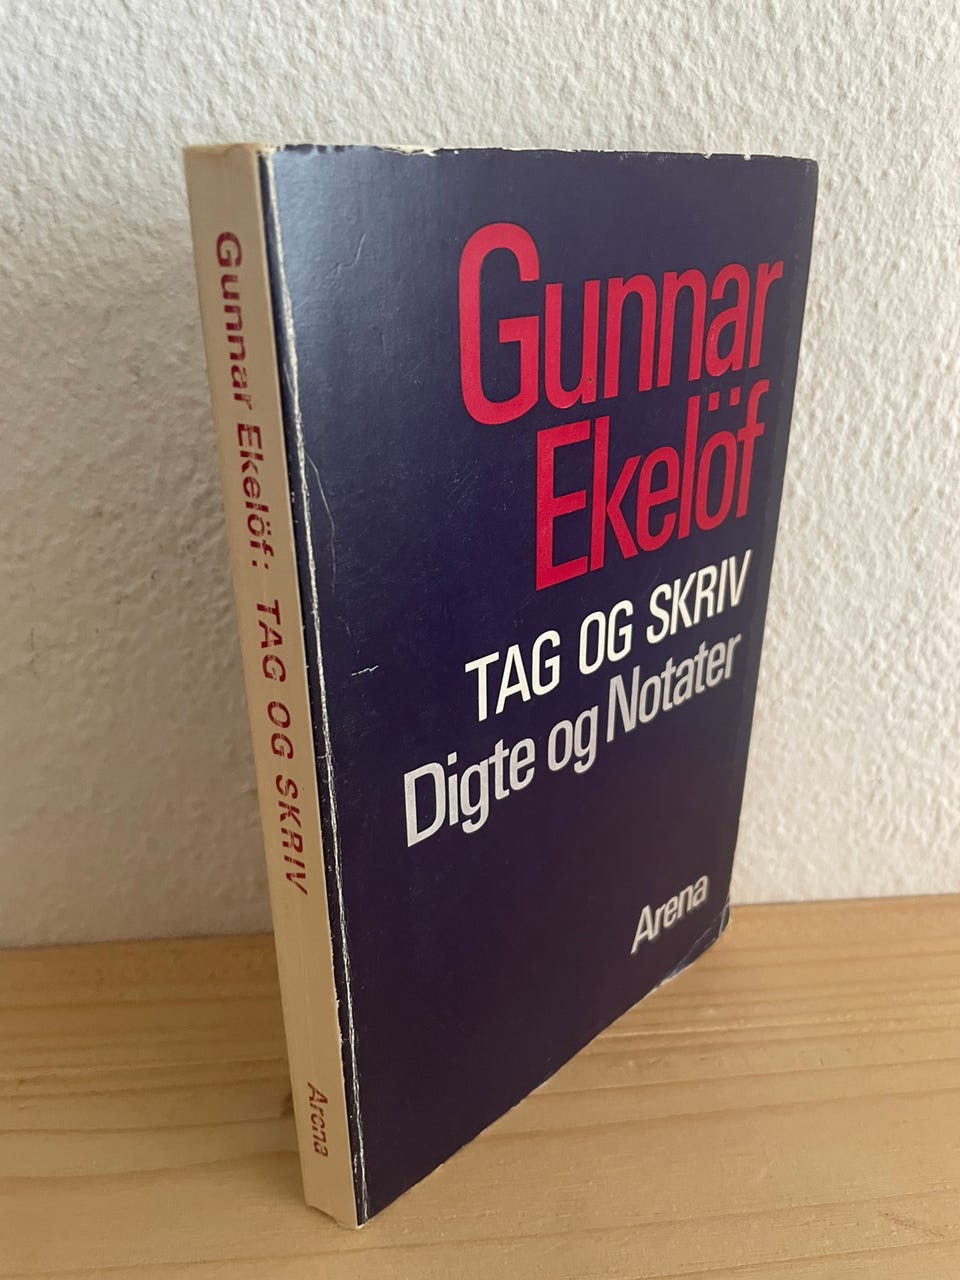 Gunnar Ekelöf: TAG OG SKRIV
Arena
Gunnar
Ekelöf
TAG OG SKRIV
Digte og Notater
Arena